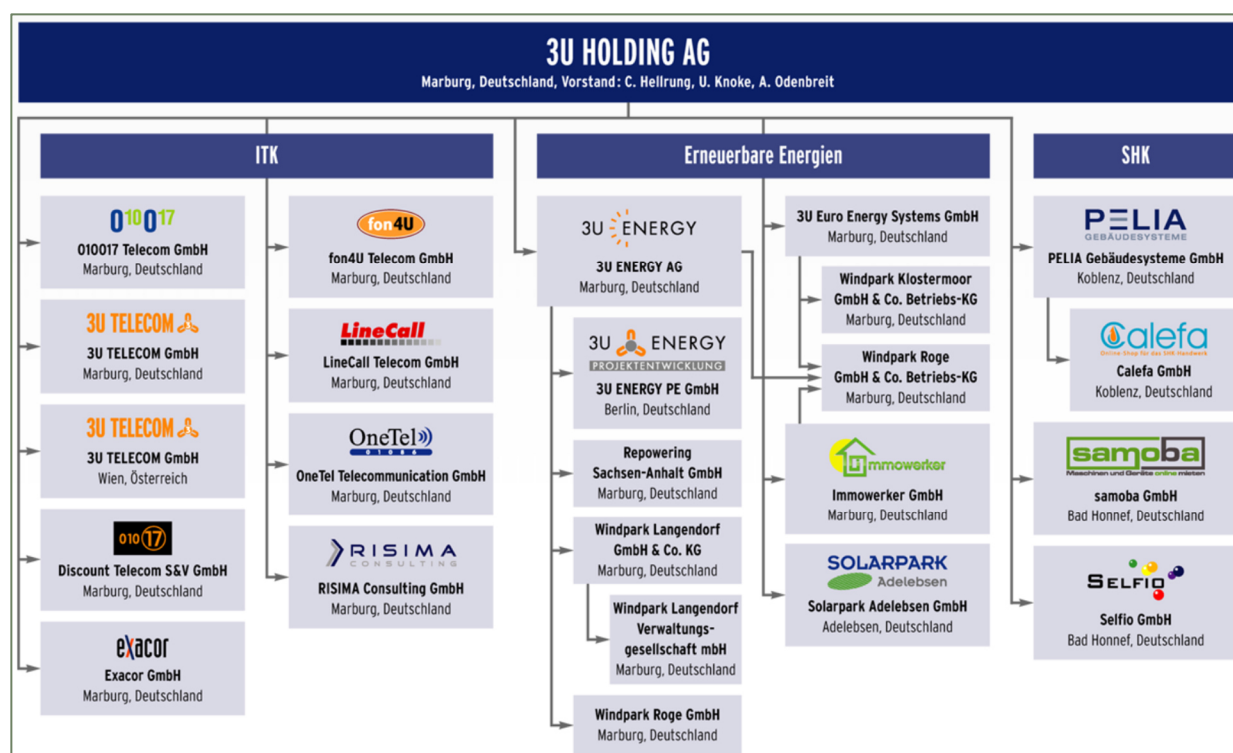 3U HOLDING AG
Marburg, Deutschland, Vorstand: C. Hellrung, U. Knoke, A. Odenbreit
ITK
010017
010017 Telecom GmbH
Marburg, Deutschland
3U TELECOM
3U TELECOM GmbH
Marburg, Deutschland
3U TELECOM
3U TELECOM GmbH
Wien, Österreich
010 17
Discount Telecom S&V GmbH
Marburg, Deutschland
exacor
Exacor GmbH
Marburg, Deutschland
fon4U
fon4U Telecom GmbH
Marburg, Deutschland
LineCall
LineCall Telecom GmbH
Marburg, Deutschland
OneTel
01086
OneTel Telecommunication GmbH
Marburg, Deutschland
RISIMA
CONSULTING
RISIMA Consulting GmbH
Marburg, Deutschland
Erneuerbare Energien
3U ENERGY
3U ENERGY AG
Marburg, Deutschland
3U ENERGY
PROJEKTENTWICKLUNG
3U ENERGY PE GmbH
Berlin, Deutschland
Repowering
Sachsen-Anhalt GmbH
Marburg, Deutschland
Windpark Langendorf
GmbH & Co. KG
Marburg, Deutschland
Windpark Langendorf
Verwaltungs-
gesellschaft mbH
Marburg, Deutschland
Windpark Roge GmbH
Marburg, Deutschland
3U Euro Energy Systems GmbH
Marburg, Deutschland
Windpark Klostermoor
GmbH & Co. Betriebs-KG
Marburg, Deutschland
Windpark Roge
GmbH & Co. Betriebs-KG
Marburg, Deutschland
immowerker
Immowerker GmbH
Marburg, Deutschland
SOLARPARK
Adelebsen
Solarpark Adelebsen GmbH
Adelebsen, Deutschland
SHK
PELIA
GEBÄUDESYSTEME
PELIA Gebäudesysteme GmbH
Koblenz, Deutschland
Calefa
Online-Shop für das SHK Handwerk
Calefa GmbH
Koblenz, Deutschland
samoba
Maschinen und Geräte online mieten
samoba GmbH
Bad Honnef, Deutschland
SELFIO
Selfio GmbH
Bad Honnef, Deutschland